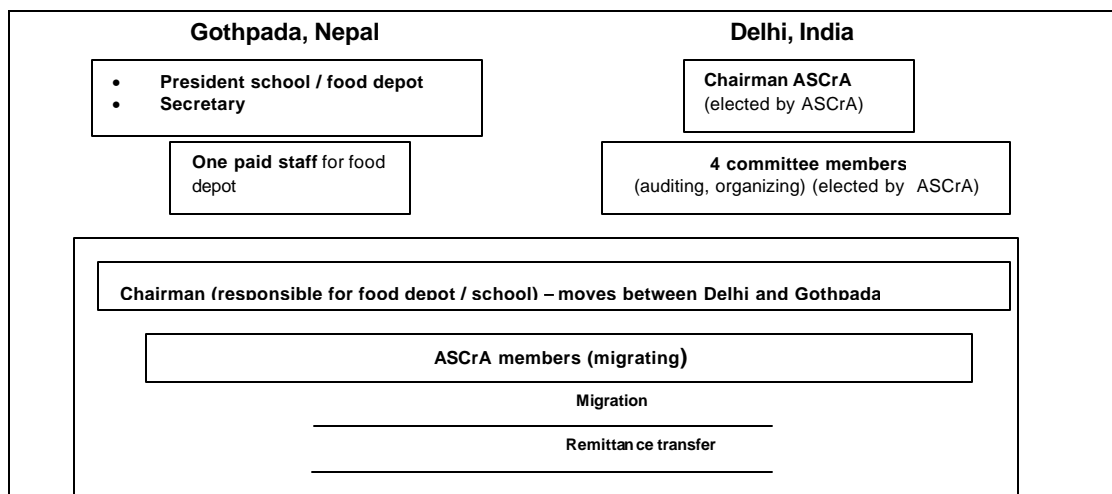 Gothpada, Nepal
Delhi, India
• President school / food depot
• Secretary
Chairman ASCrA
(elected by ASCrA)
One paid staff for food
depot
4 committee members
(auditing, organizing) (elected by ASCrA)
Chairman (responsible for food depot / school) – moves between Delhi and Gothpada
ASCrA members (migrating)
Migration
Remittance transfer